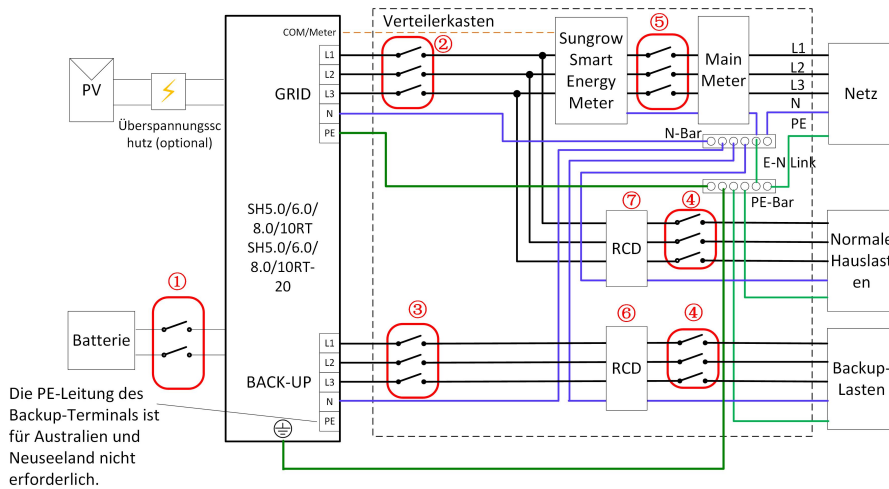 Verteilerkasten
COM/Meter
②
⑤
L1
L2
L3
N
PE
GRID
Sungrow
Smart
Energy
Meter
Main
Meter
L1
L2
L3
N
PE
Netz
PV
Überspannungssc
hutz (optional)
N-Bar
E-N Link
PE-Bar
SH5.0/6.0/
8.0/10RT
SH5.0/6.0/
8.0/10RT-
20
⑦
④
RCD
Normale
Hauslast
en
①
Batterie
③
⑥
④
L1
L2
L3
N
PE
BACK-UP
RCD
Backup-
Lasten
Die PE-Leitung des
Backup-Terminals ist
für Australien und
Neuseeland nicht
erforderlich.